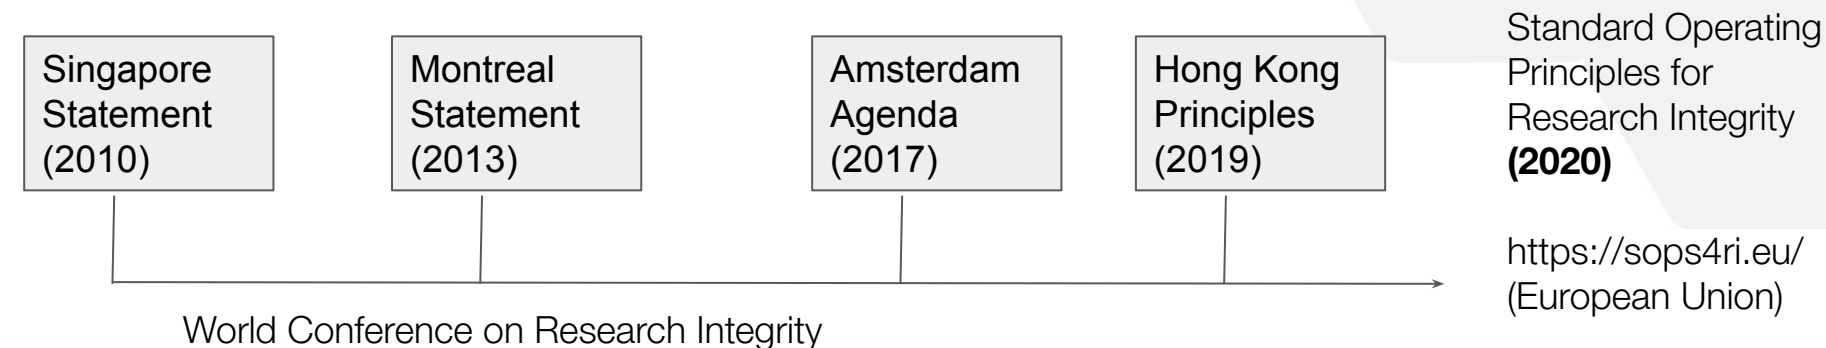 Singapore
Statement
(2010)
Montreal
Statement
(2013)
Amsterdam
Agenda
(2017)
Hong Kong
Principles
(2019)
Standard Operating
Principles for
Research Integrity
(2020)
https://sops4ri.eu/
(European Union)
World Conference on Research Integrity